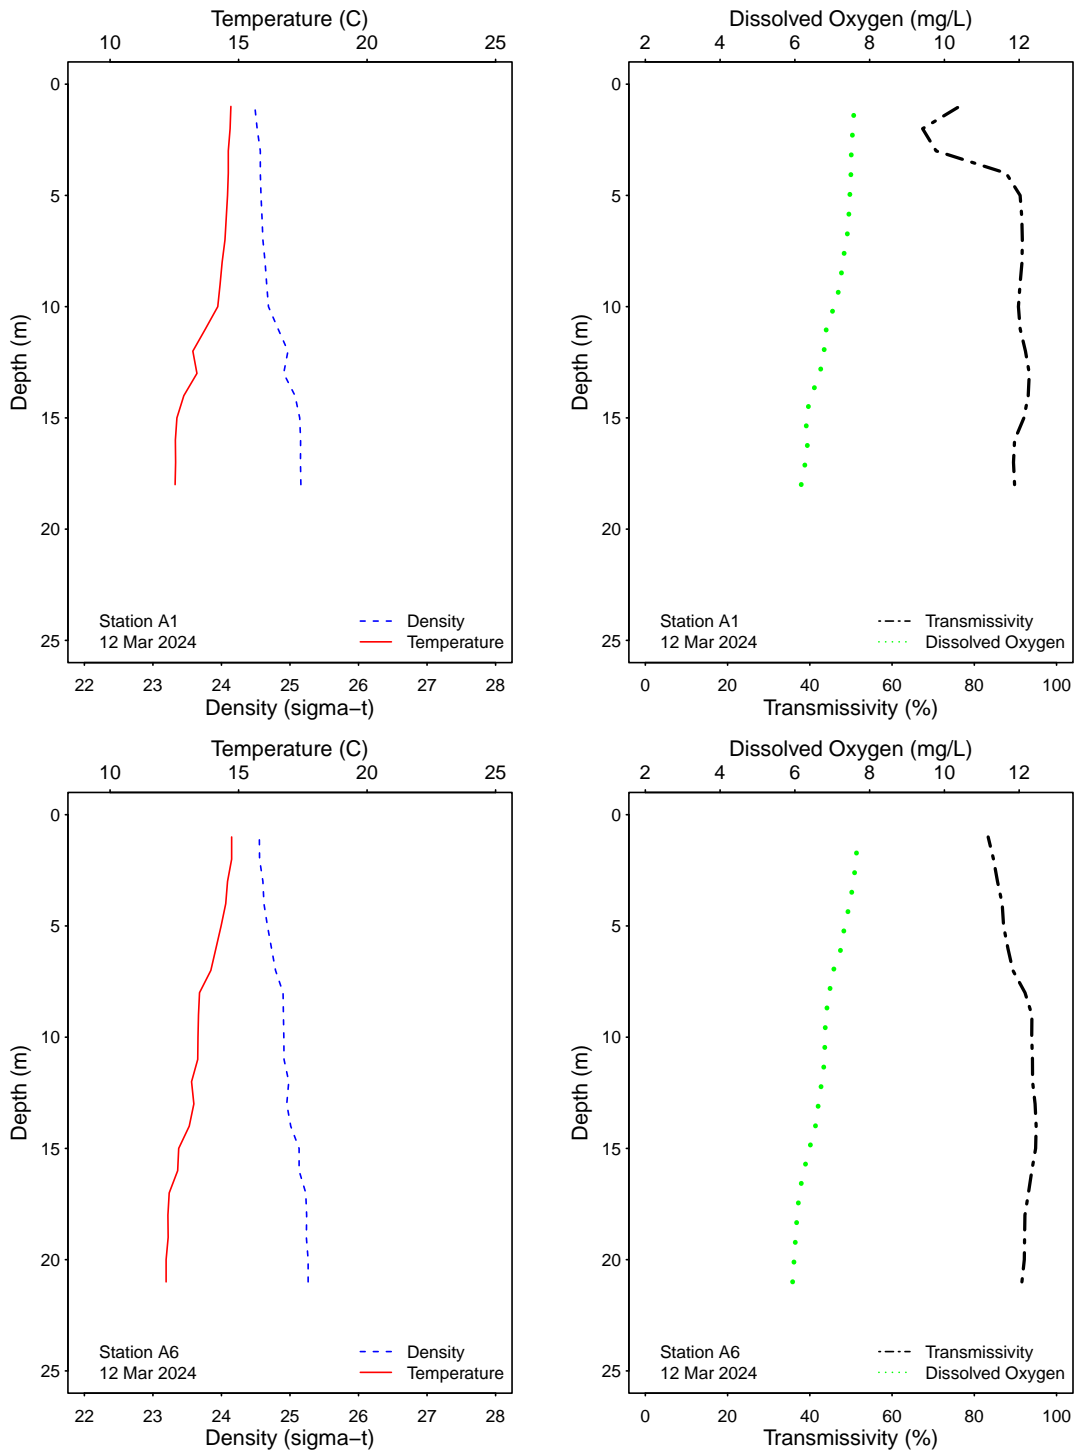 Temperature (C)
10 15 20 25
Depth (m)
0
5
10
15
20
25
Station A1
12 Mar 2024
Density
Temperature
22 23 24 25 26 27 28
Density (sigma−t)
Dissolved Oxygen (mg/L)
2 4 6 8 10 12
Depth (m)
0
5
10
15
20
25
Station A1
12 Mar 2024
Transmissivity
Dissolved Oxygen
0 20 40 60 80 100
Transmissivity (%)
Temperature (C)
10 15 20 25
Depth (m)
0
5
10
15
20
25
Station A6
12 Mar 2024
Density
Temperature
22 23 24 25 26 27 28
Density (sigma−t)
Dissolved Oxygen (mg/L)
2 4 6 8 10 12
Depth (m)
0
5
10
15
20
25
Station A6
12 Mar 2024
Transmissivity
Dissolved Oxygen
0 20 40 60 80 100
Transmissivity (%)